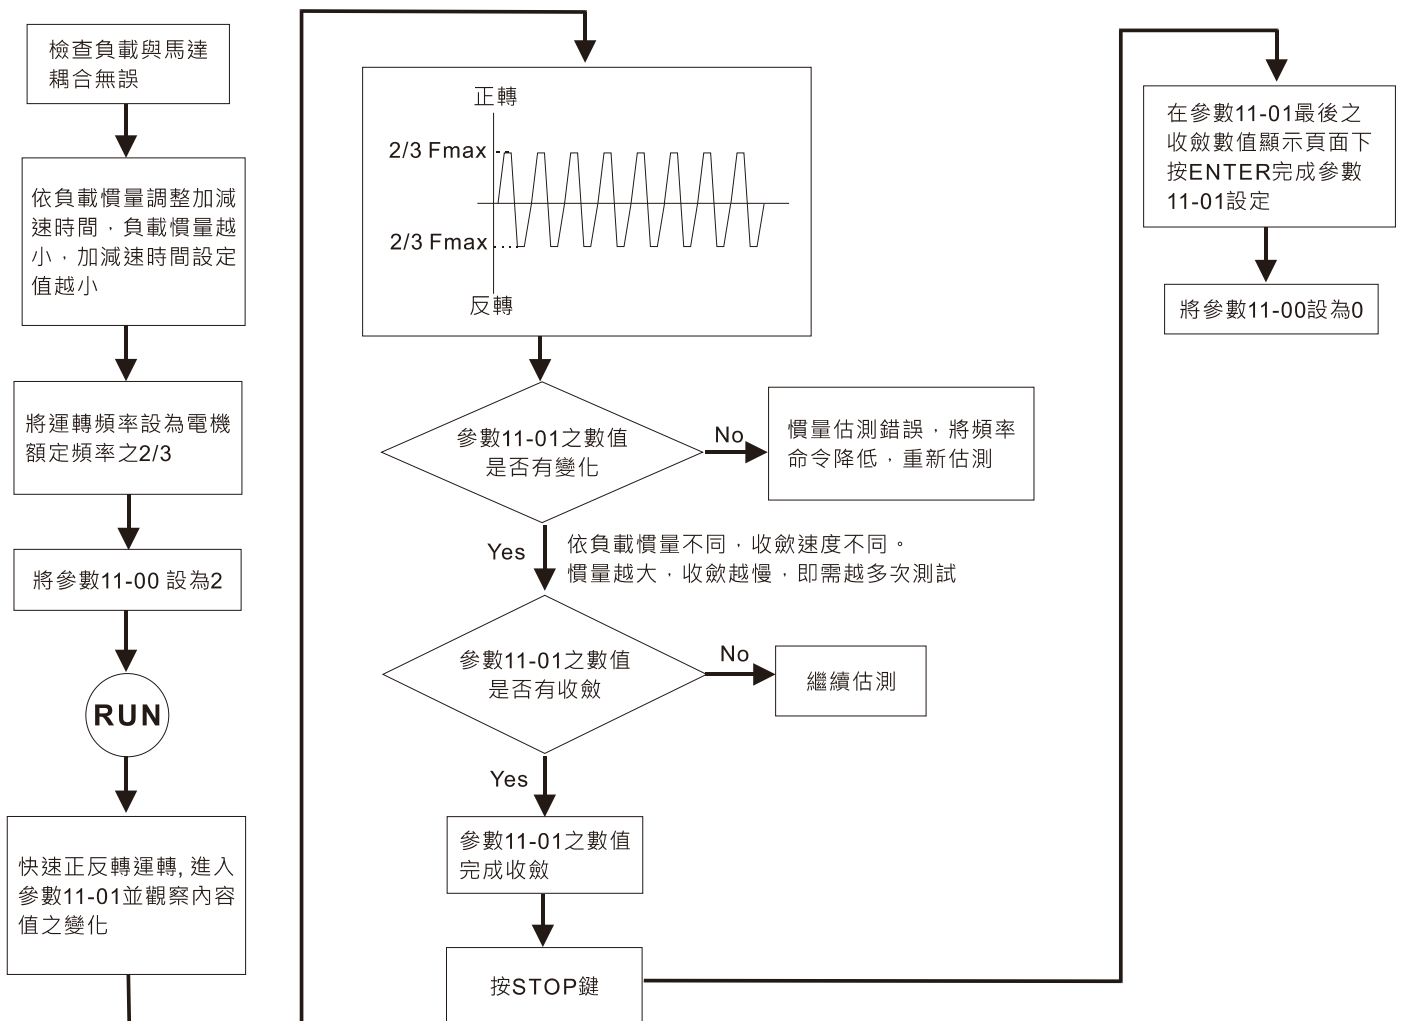 檢查負載與馬達
耦合無誤
依負載慣量調整加減
速時間，負載慣量越
小，加減速時間設定
值越小
將運轉頻率設為電機
額定頻率之2/3
將參數11-00 設為2
RUN
快速正反轉運轉, 進入
參數11-01並觀察內容
值之變化
正轉
2/3 Fmax
2/3 Fmax
反轉
參數11-01之數值
是否有變化
No
慣量估測錯誤，將頻率
命令降低，重新估測
Yes
依負載慣量不同，收斂速度不同。
慣量越大，收斂越慢，即需越多次測試
參數11-01之數值
是否有收斂
No
繼續估測
Yes
參數11-01之數值
完成收斂
按STOP鍵
在參數11-01最後之
收斂數值顯示頁面下
按ENTER完成參數
11-01設定
將參數11-00設為0